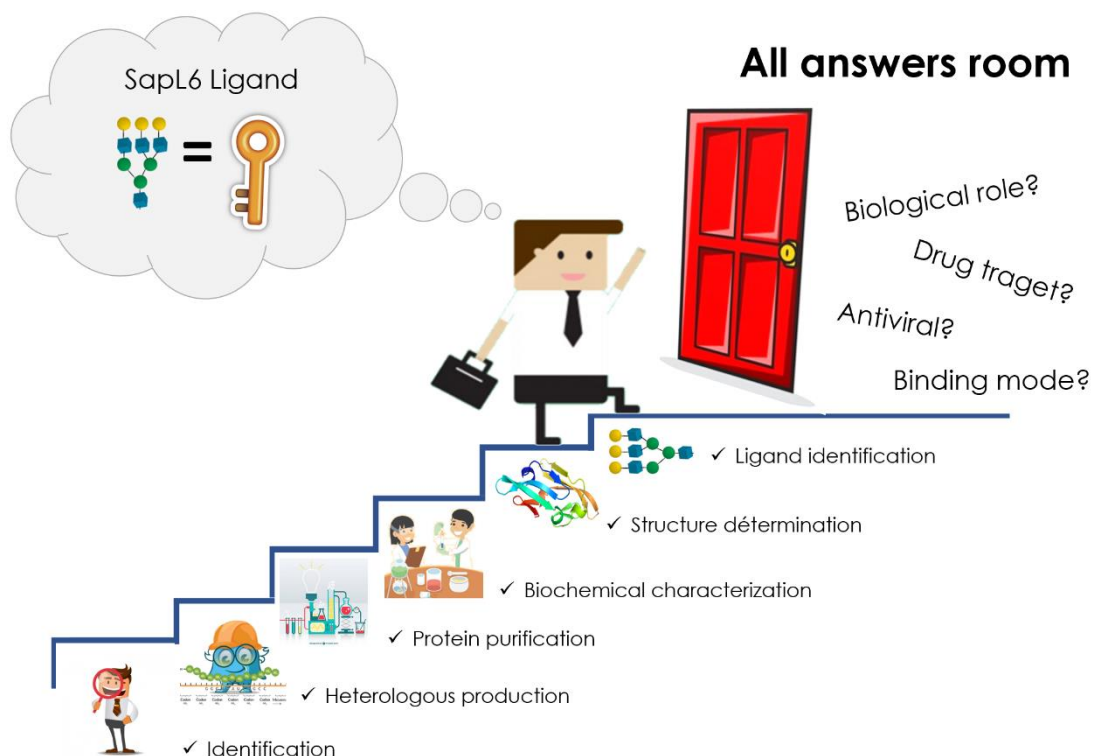 SapL6 Ligand
=
All answers room
Biological role?
Drug traget?
Antiviral?
Binding mode?
✓ Ligand identification
✓ Structure détermination
✓ Biochemical characterization
✓ Protein purification
✓ Heterologous production
✓ Identification